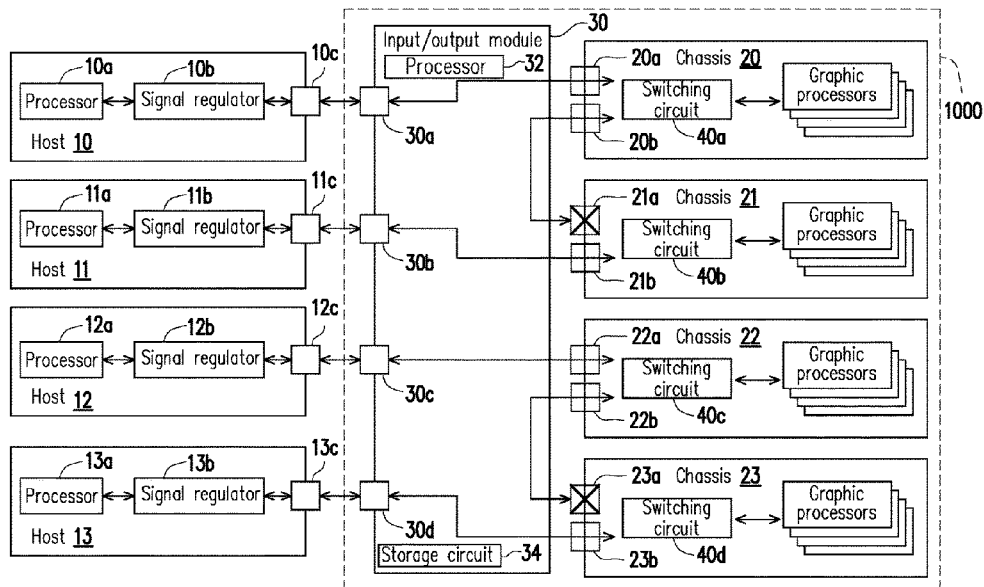 10a
10b
10c
Processor
Signal regulator
Host 10
11a
11b
11c
Processor
Signal regulator
Host 11
12a
12b
12c
Processor
Signal regulator
Host 12
13a
13b
13c
Processor
Signal regulator
Host 13
30
Input/output module
Processor
32
30a
30b
30c
30d
Storage circuit
34
20a
Chassis 20
Switching
circuit
Graphic
processors
20b
40a
21a
Chassis 21
Switching
circuit
Graphic
processors
21b
40b
22a
Chassis 22
Switching
circuit
Graphic
processors
22b
40c
23a
Chassis 23
Switching
circuit
Graphic
processors
23b
40d
1000